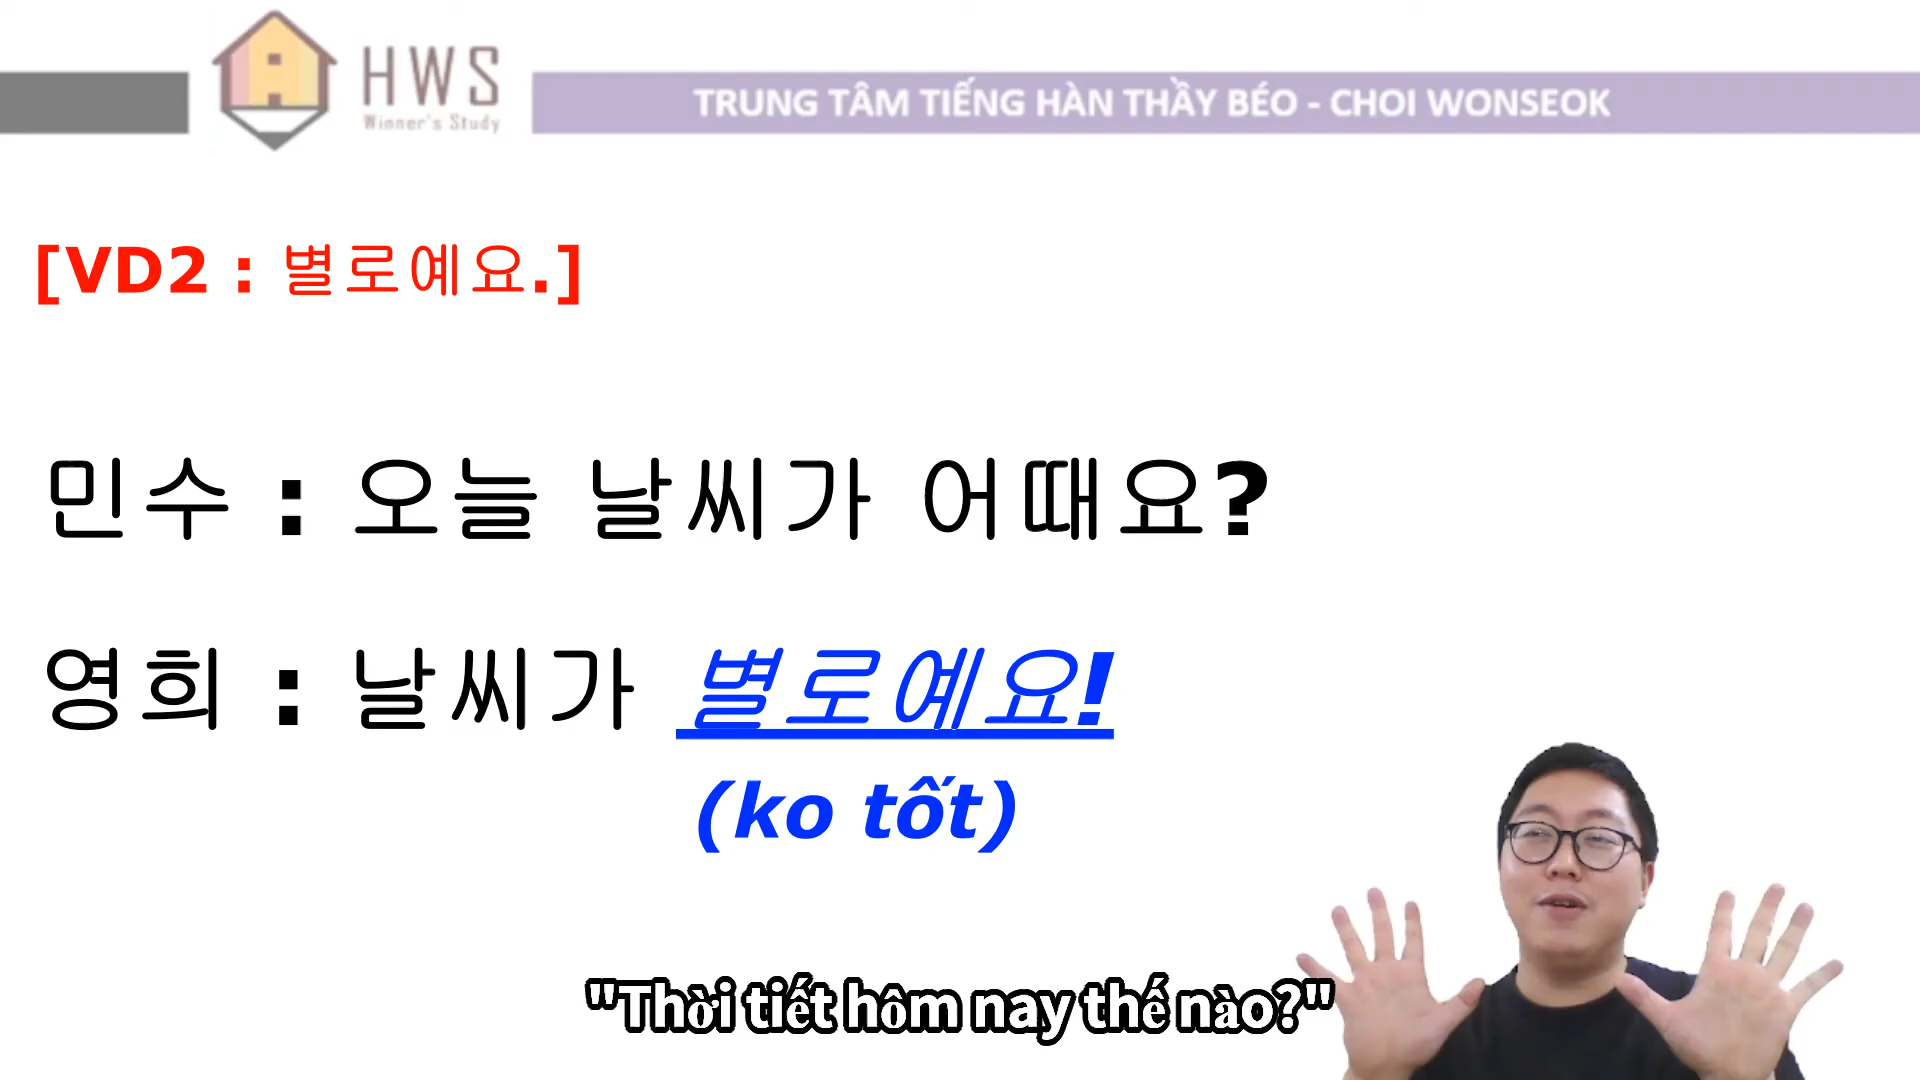 HWS
Winner's Study
TRUNG TÂM TIẾNG HÀN THẦY BÉO - CHOI WONSEOK
[VD2 : 별로예요.]
민수 : 오늘 날씨가 어때요?
영희 : 날씨가 별로예요!
(ko tốt)
"Thời tiết hôm nay thế nào?"